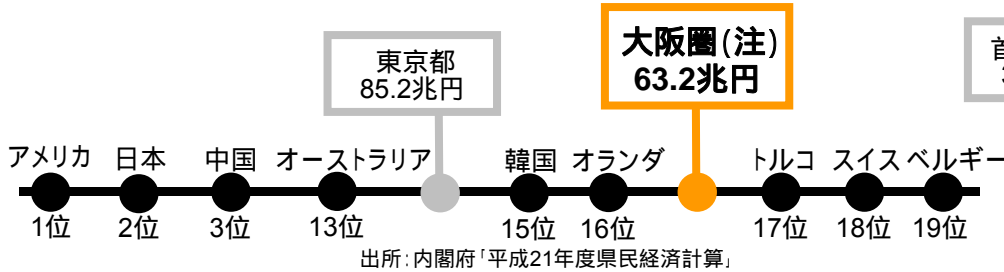 東京都
85.2兆円
大阪圏(注)
63.2兆円
アメリカ 日本 中国 オーストラリア 韓国 オランダ トルコ スイス ベルギー
1位 2位 3位 13位 15位 16位 17位 18位 19位
出所:内閣府「平成21年度県民経済計算」